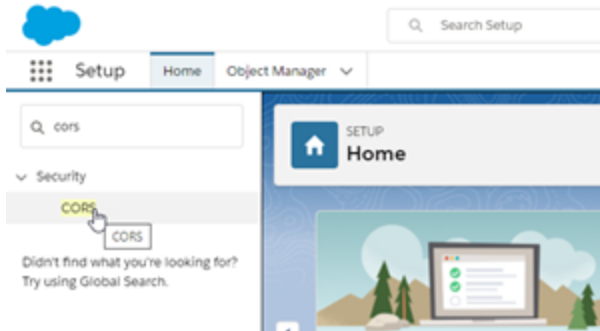 Search Setup
Setup
Home
Object Manager
cors
SETUP
Home
Security
CORS
CORS
Didn't find what you're looking for?
Try using Global Search.